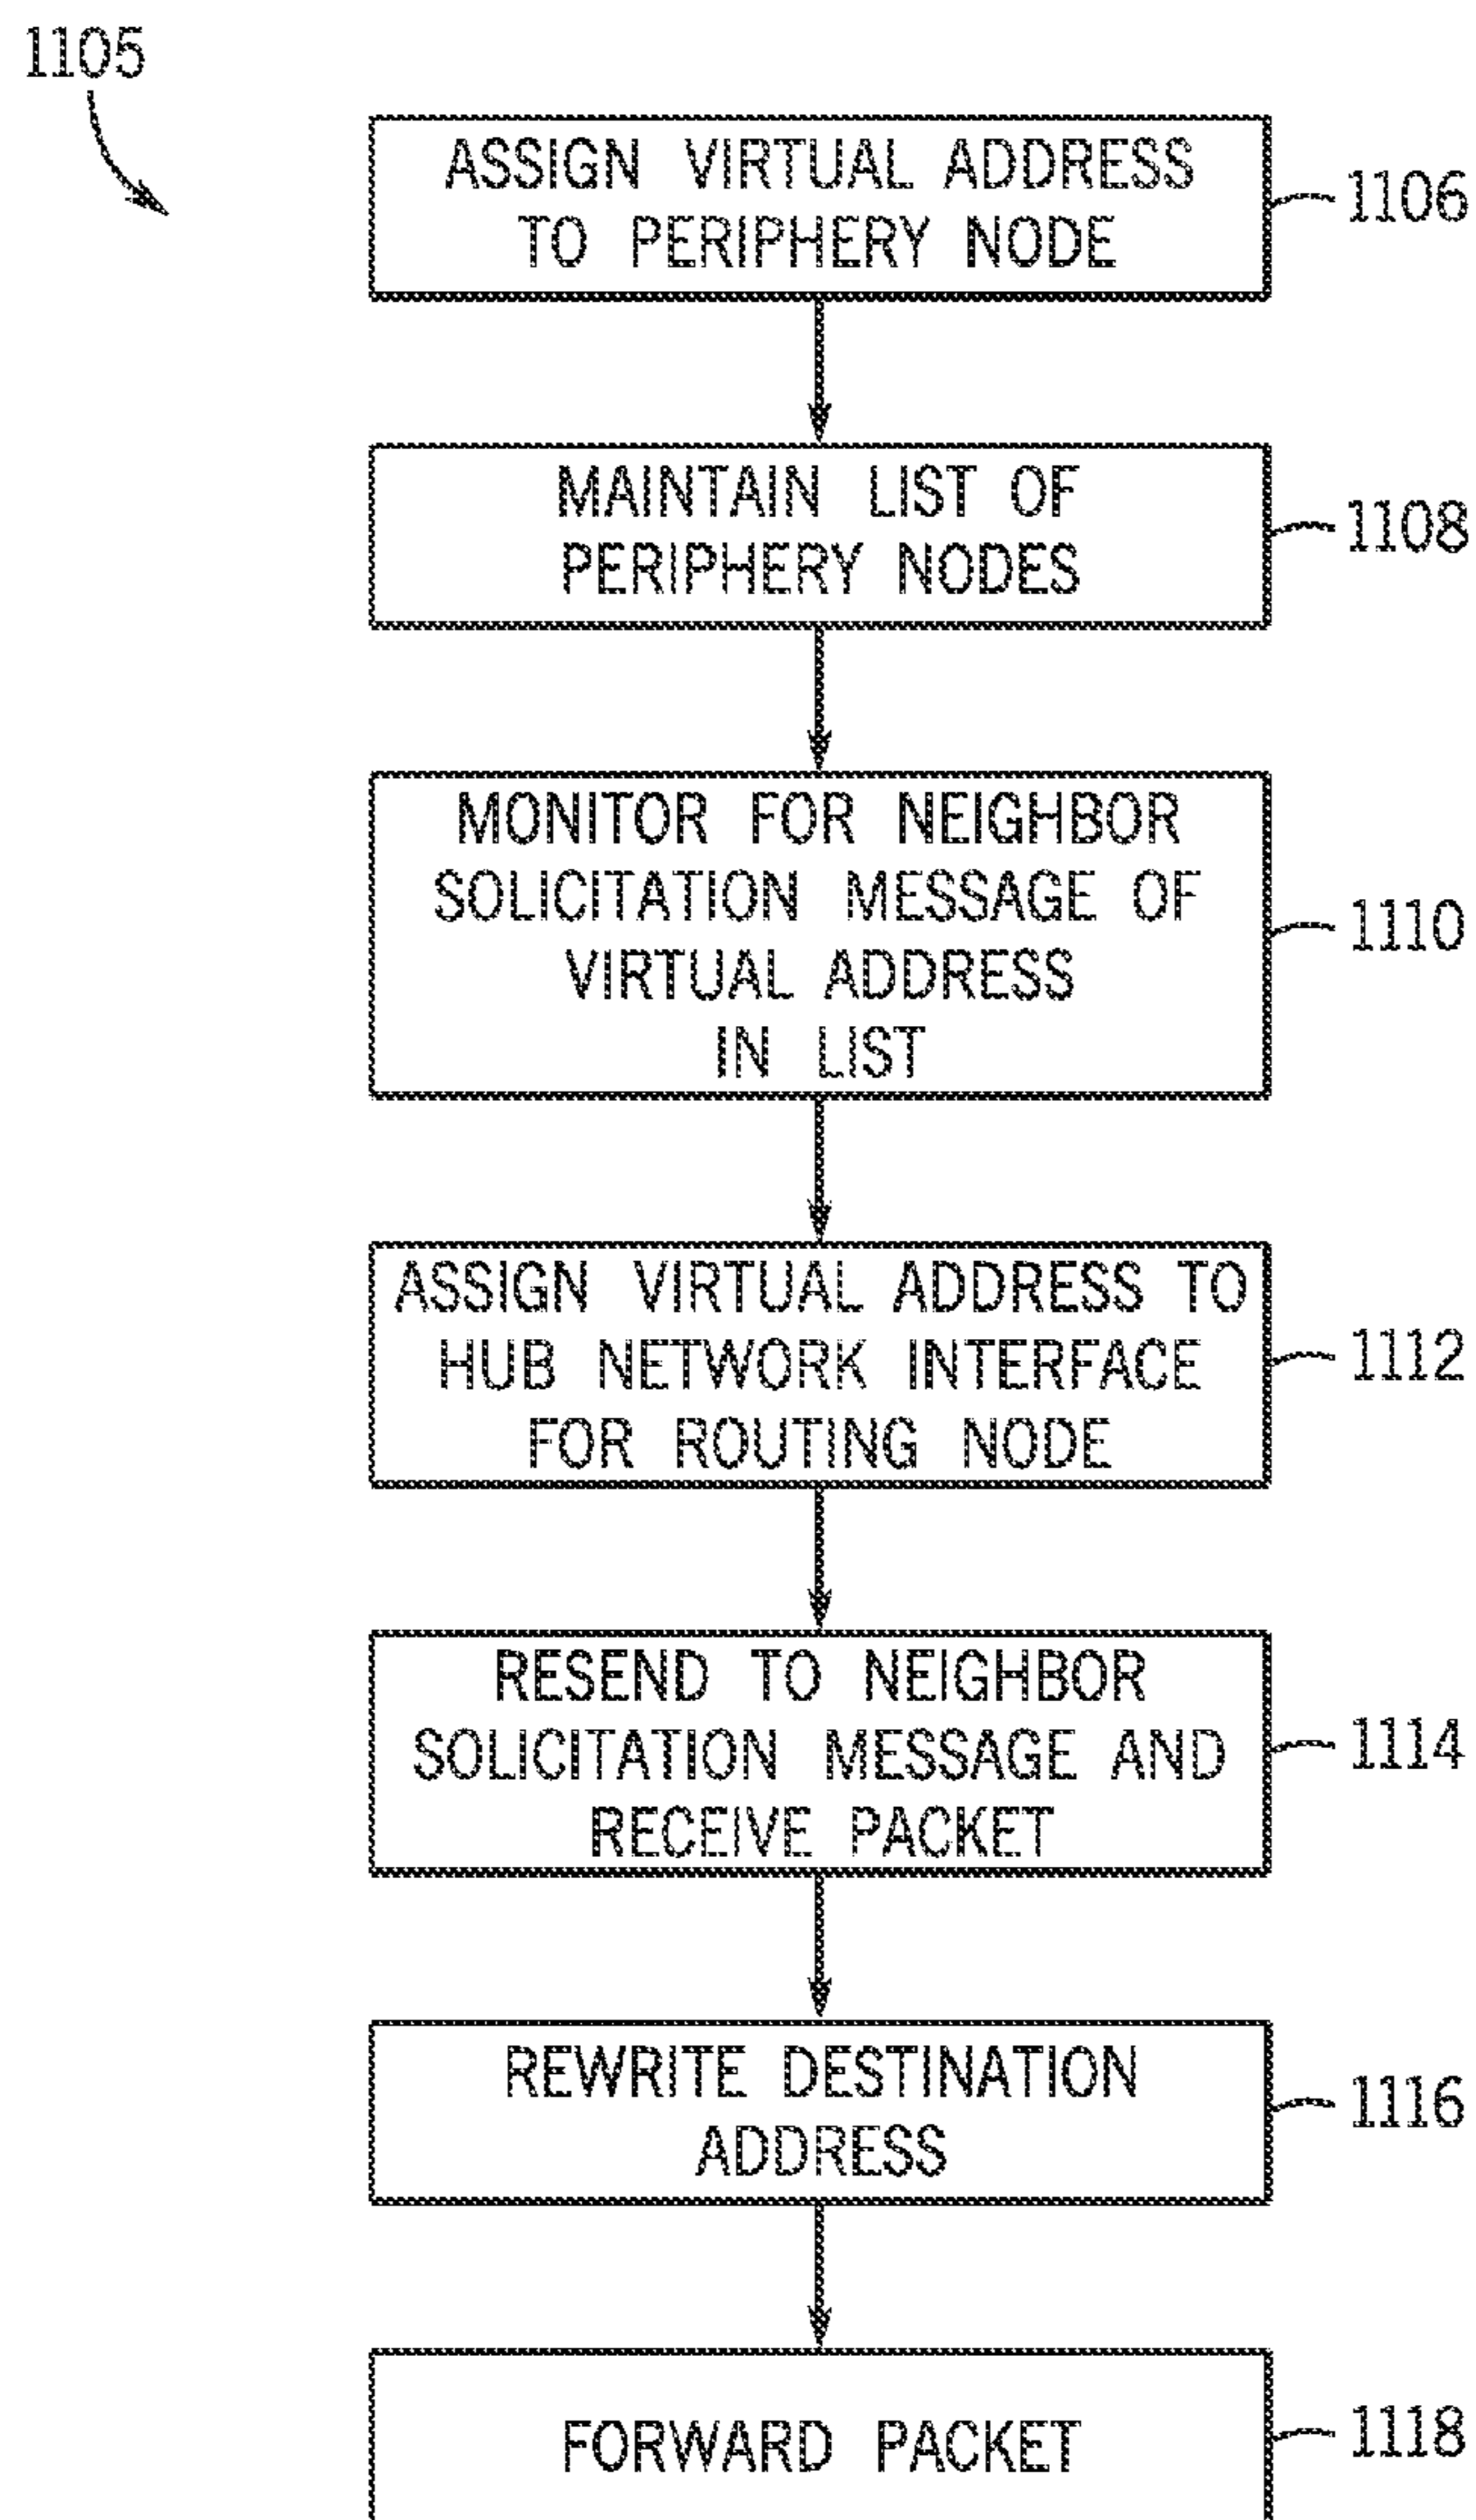 1105
ASSIGN VIRTUAL ADDRESS
TO PERIPHERY NODE
1106
MAINTAIN LIST OF
PERIPHERY NODES
1108
MONITOR FOR NEIGHBOR
SOLICITATION MESSAGE OF
VIRTUAL ADDRESS
IN LIST
1110
ASSIGN VIRTUAL ADDRESS TO
HUB NETWORK INTERFACE
FOR ROUTING NODE
1112
RESEND TO NEIGHBOR
SOLICITATION MESSAGE AND
RECEIVE PACKET
1114
REWRITE DESTINATION
ADDRESS
1116
FORWARD PACKET
1118